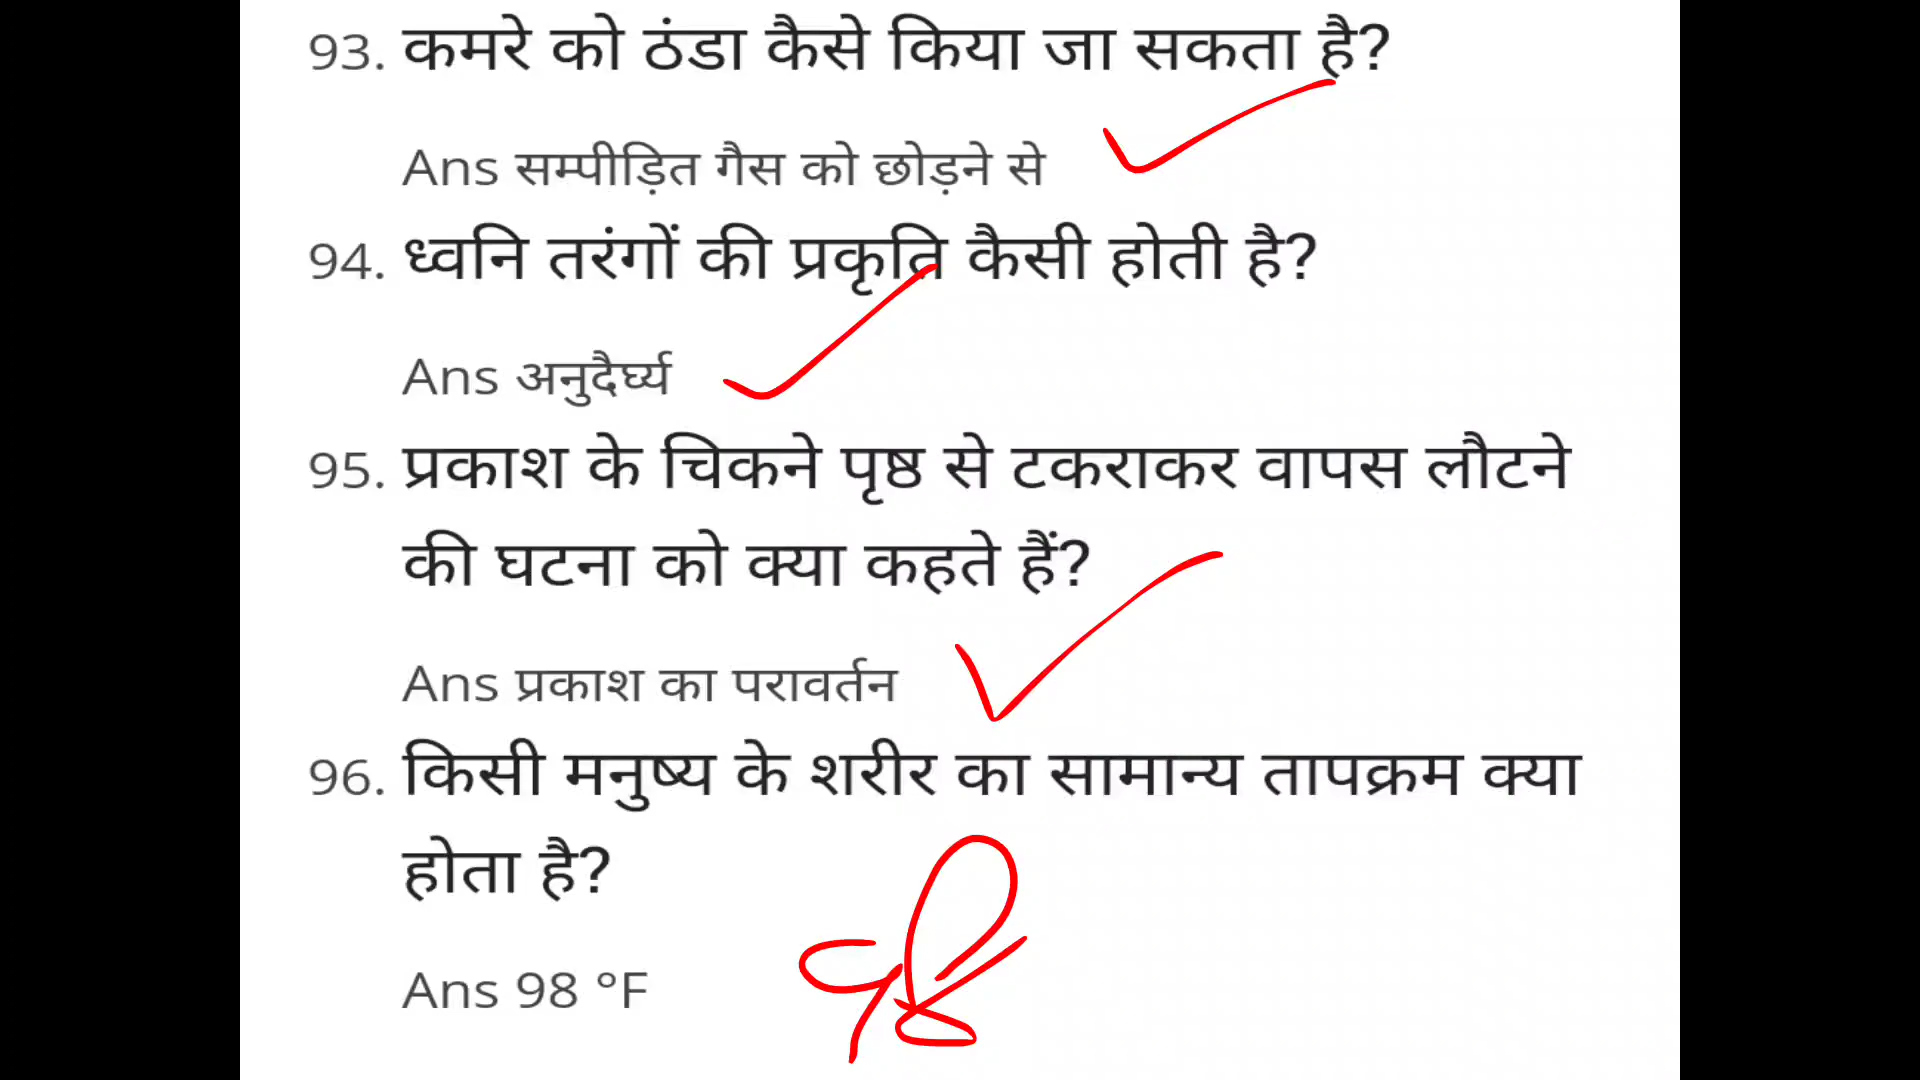 93. कमरे को ठंडा कैसे किया जा सकता है?
Ans सम्पीड़ित गैस को छोड़ने से
94. ध्वनि तरंगों की प्रकृति कैसी होती है?
Ans अनुदैर्घ्य
95. प्रकाश के चिकने पृष्ठ से टकराकर वापस लौटने
की घटना को क्या कहते हैं?
Ans प्रकाश का परावर्तन
96. किसी मनुष्य के शरीर का सामान्य तापक्रम क्या
होता है?
Ans 98 °F